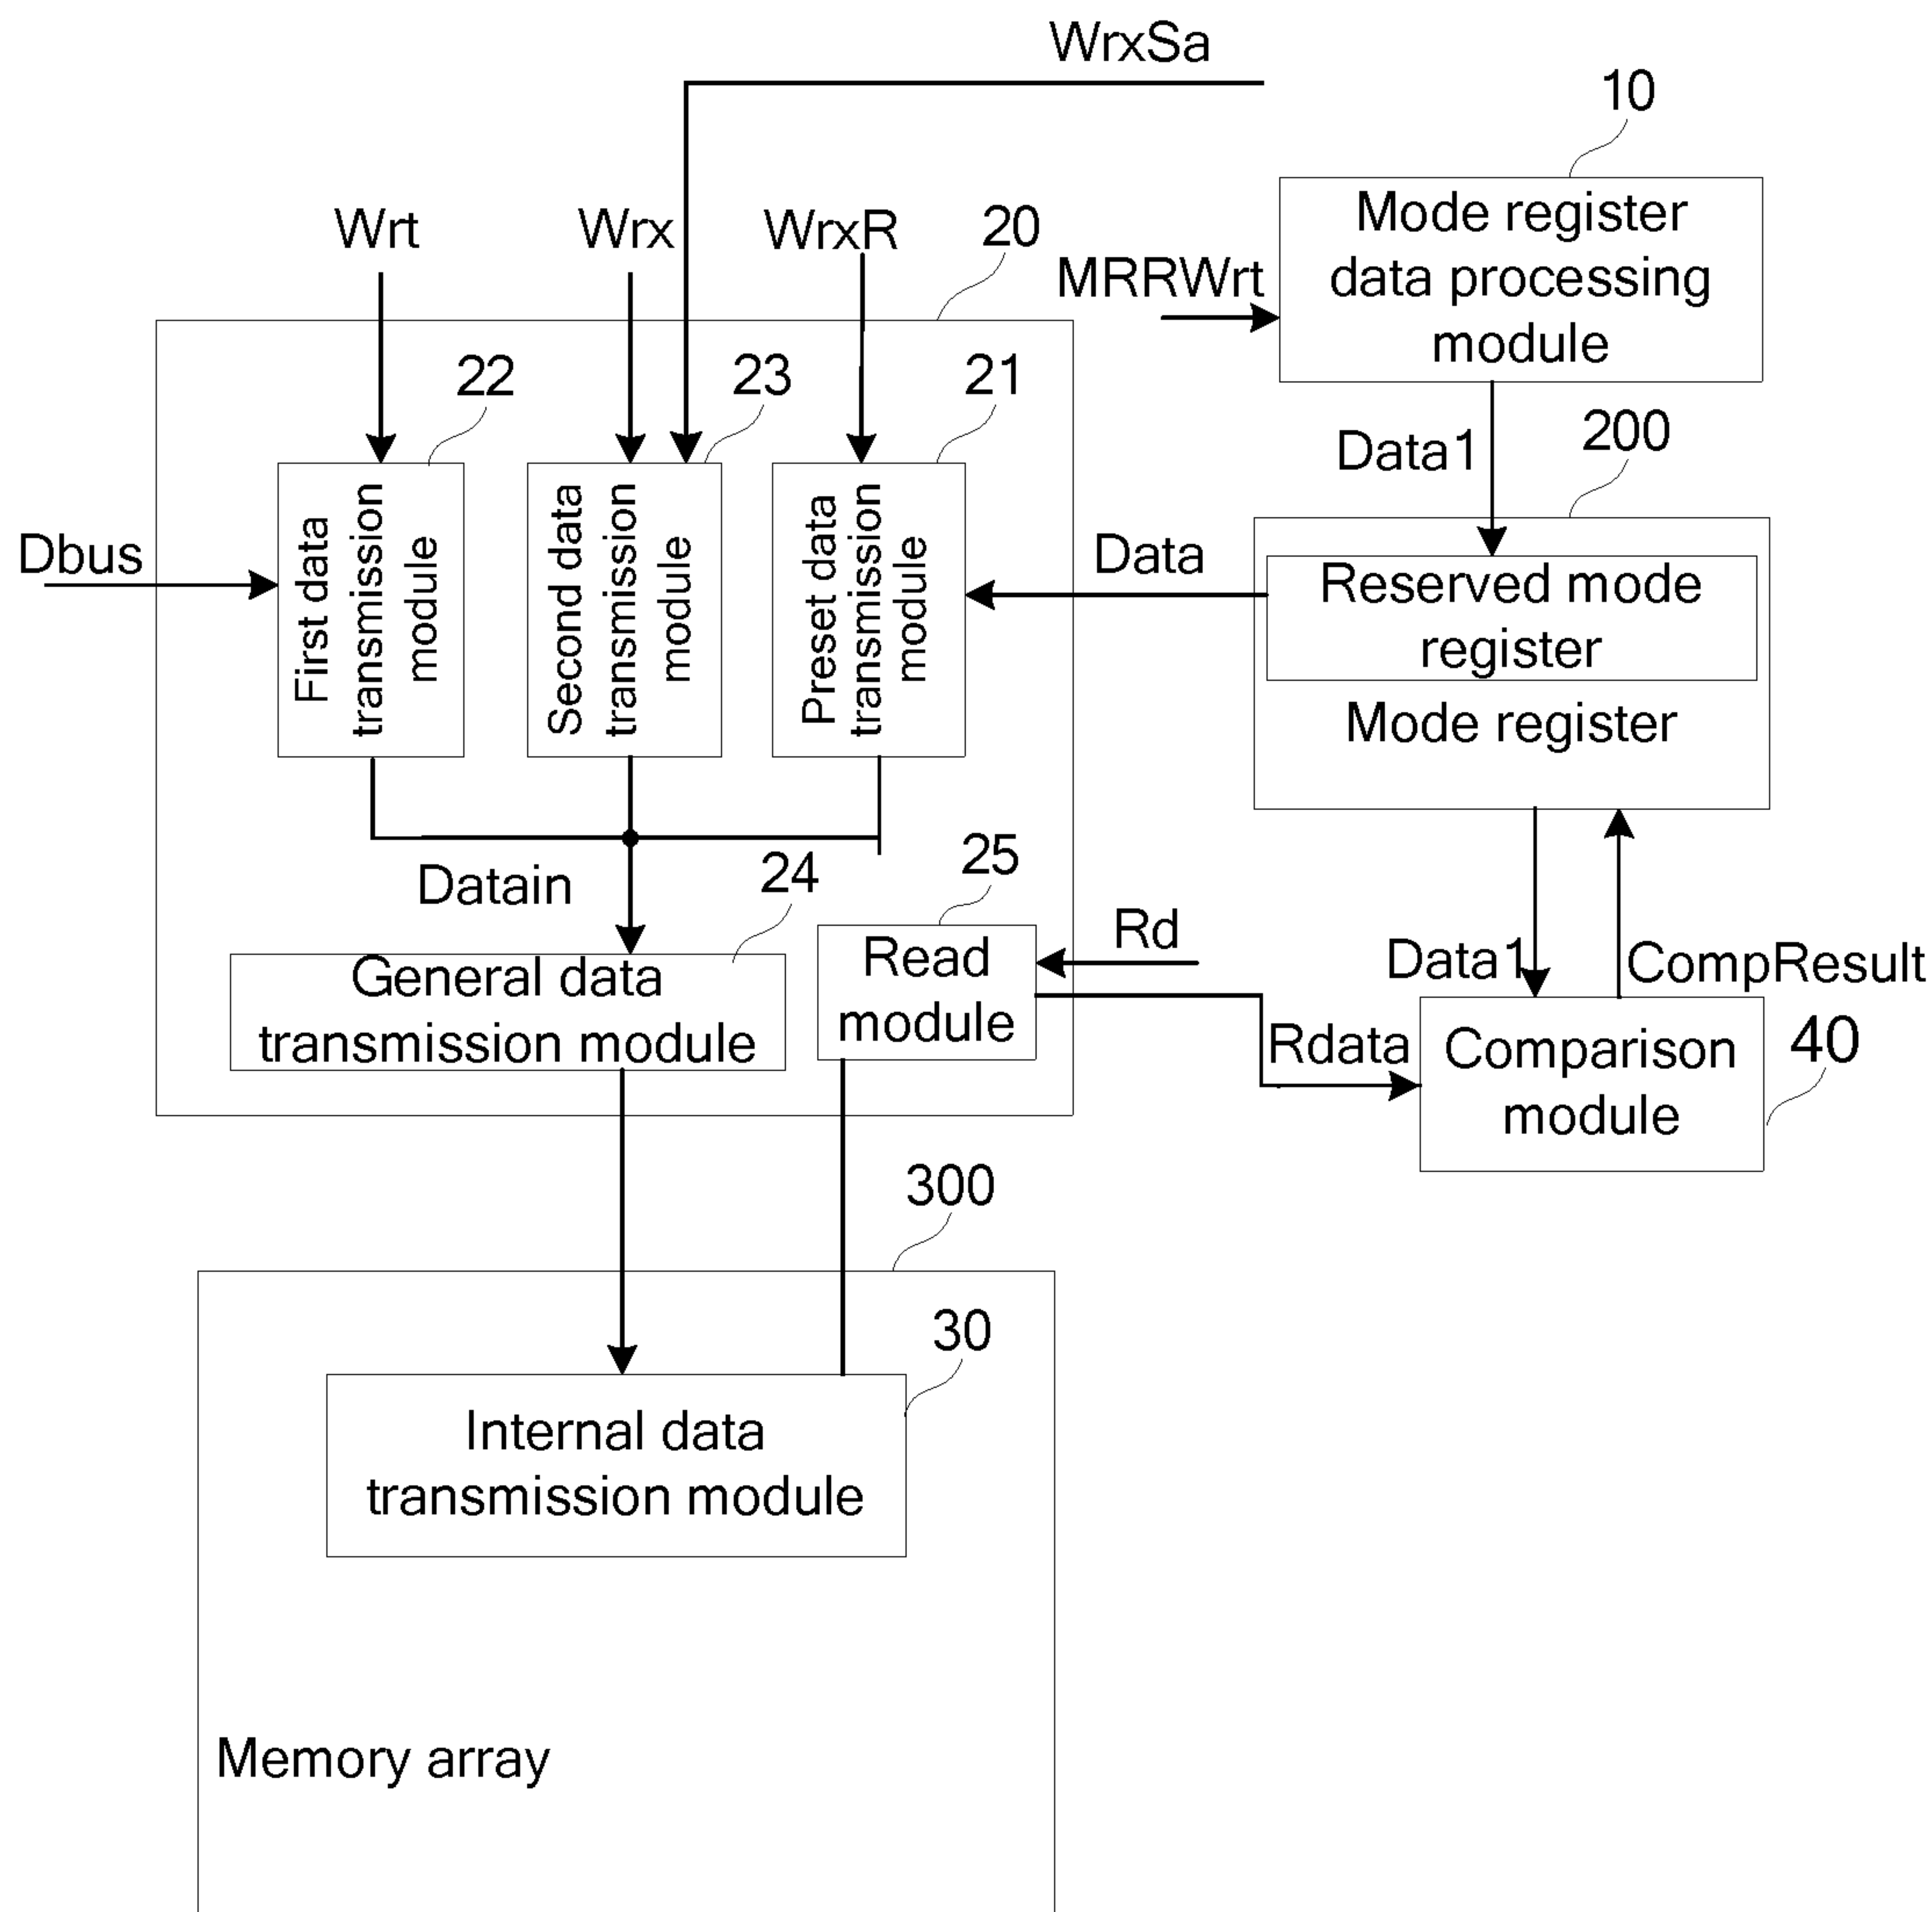 WrxSa
10
Mode register
data processing
module
Wrt
Wrx
WrxR
20
MRRWrt
22
23
21
Data1
200
Dbus
First data
transmission
module
Second data
transmission
module
Preset data
transmission
module
Data
Reserved mode
register
Mode register
Datain
24
25
General data
transmission module
Read
module
Rd
Data1
CompResult
Rdata
Comparison
module
40
300
30
Internal data
transmission module
Memory array